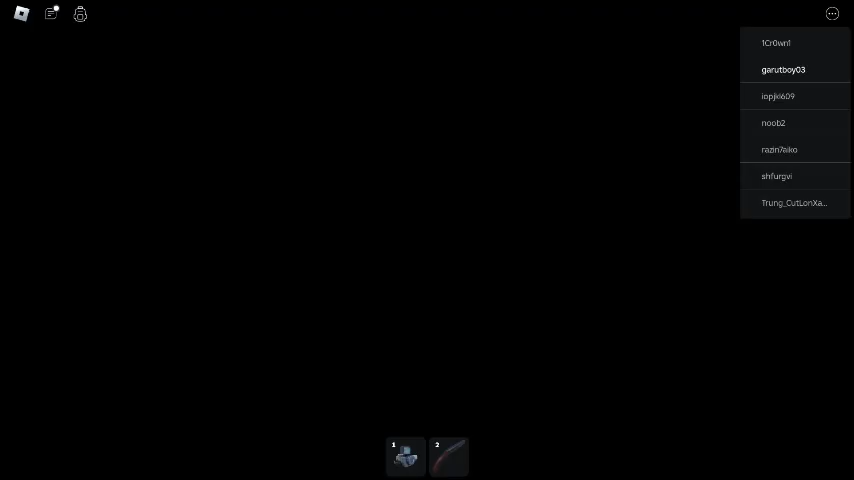 1Cr0wn1
garutboy03
iopjkl609
noob2
razin7aiko
shfurgvi
Trung_CutLonXa...
1
2